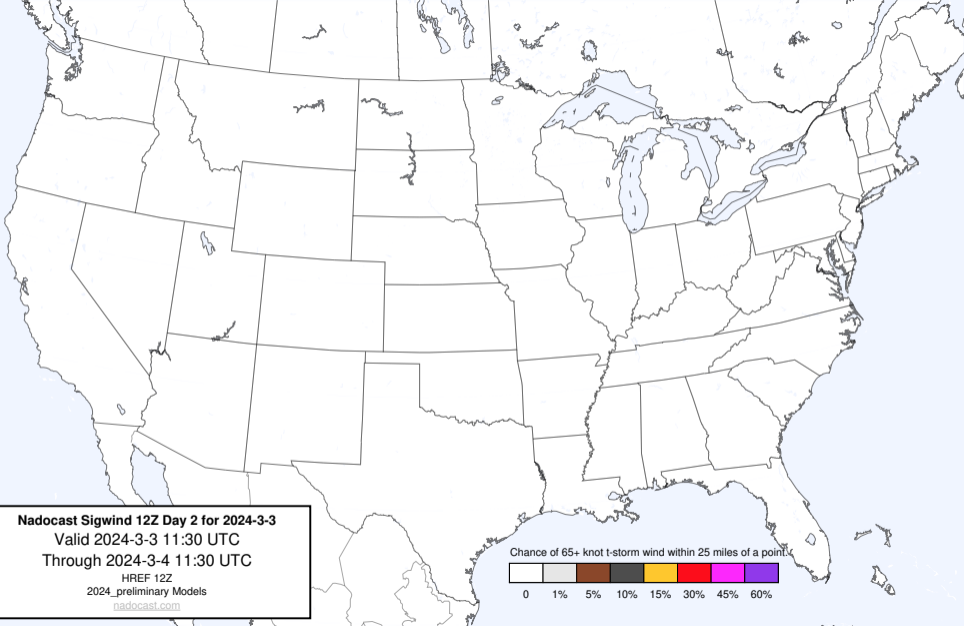 Nadocast Sigwind 12Z Day 2 for 2024-3-3
Valid 2024-3-3 11:30 UTC
Through 2024-3-4 11:30 UTC
HREF 12Z
2024_preliminary Models
nadocast.com
Chance of 65+ knot t-storm wind within 25 miles of a point.
0 1% 5% 10% 15% 30% 45% 60%